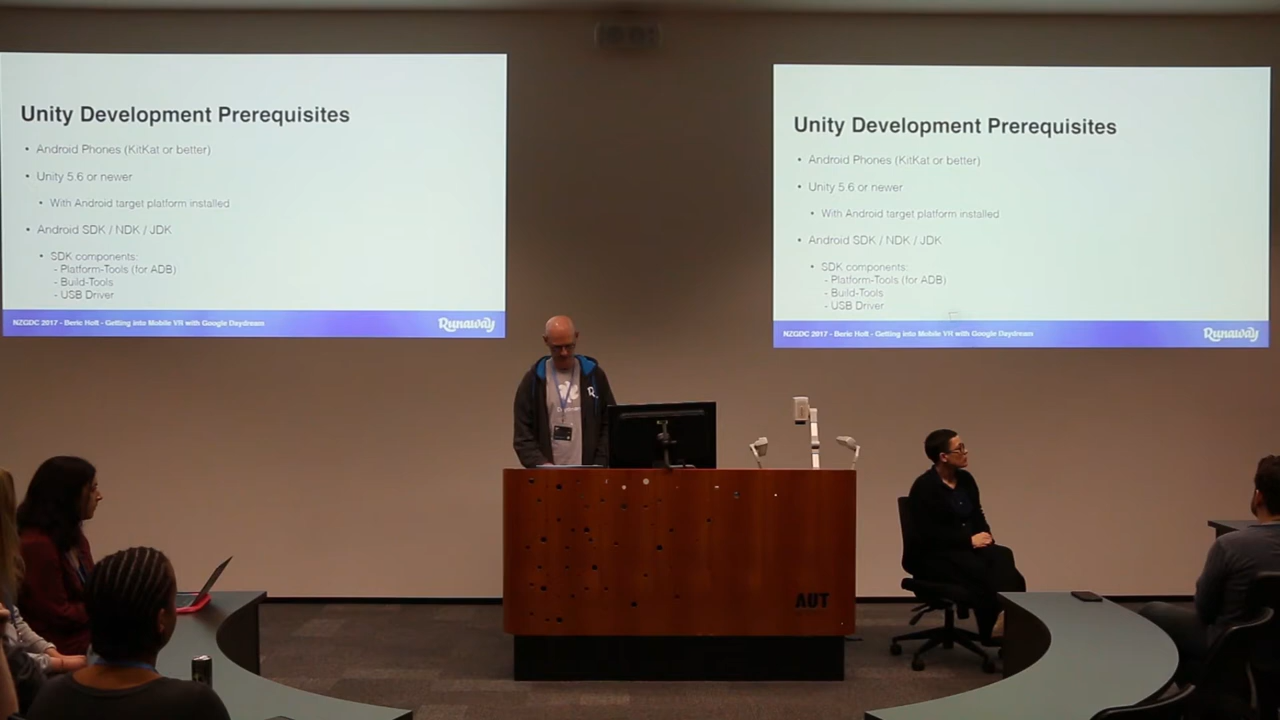 Unity Development Prerequisites
• Android Phones (KitKat or better)
• Unity 5.6 or newer
• With Android target platform installed
• Android SDK / NDK / JDK
• SDK components:
- Platform-Tools (for ADB)
- Build-Tools
- USB Driver
NZGDC 2017 - Berie Holt - Getting into Mobile VR with Google Daydream
Runaway
Unity Development Prerequisites
• Android Phones (KitKat or better)
• Unity 5.6 or newer
• With Android target platform installed
• Android SDK / NDK / JDK
• SDK components:
- Platform-Tools (for ADB)
- Build-Tools
- USB Driver
NZGDC 2017 - Berie Holt - Getting into Mobile VR with Google Daydream
Runaway
R
AUT